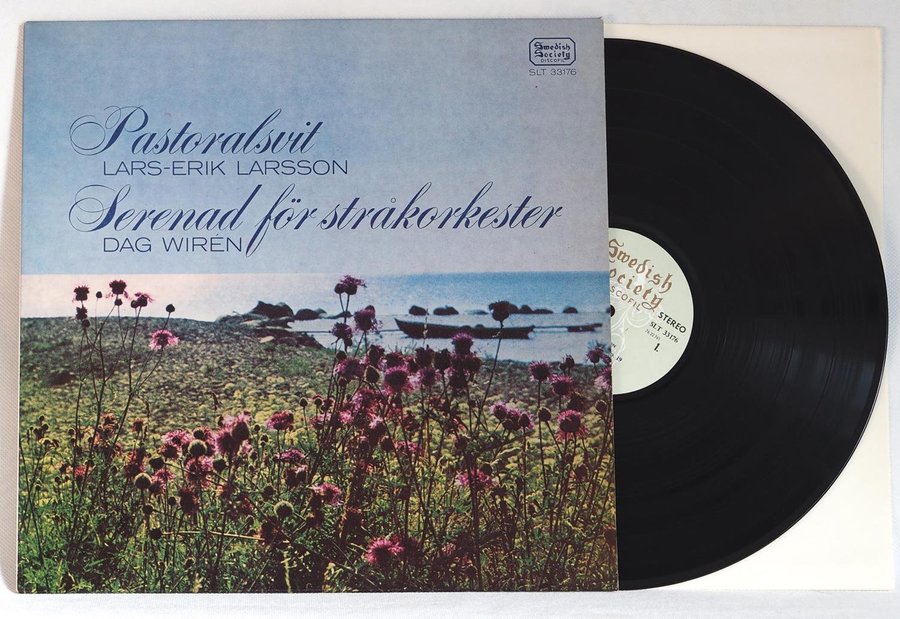 Swedish
Society
DISCOFIL
SLT 33176
Pastoralsvit
LARS-ERIK LARSSON
Serenad för stråkorkester
DAG WIRÉN
Swedish
Society
DISCOFIL
STEREO
SLT 33176
1.
19